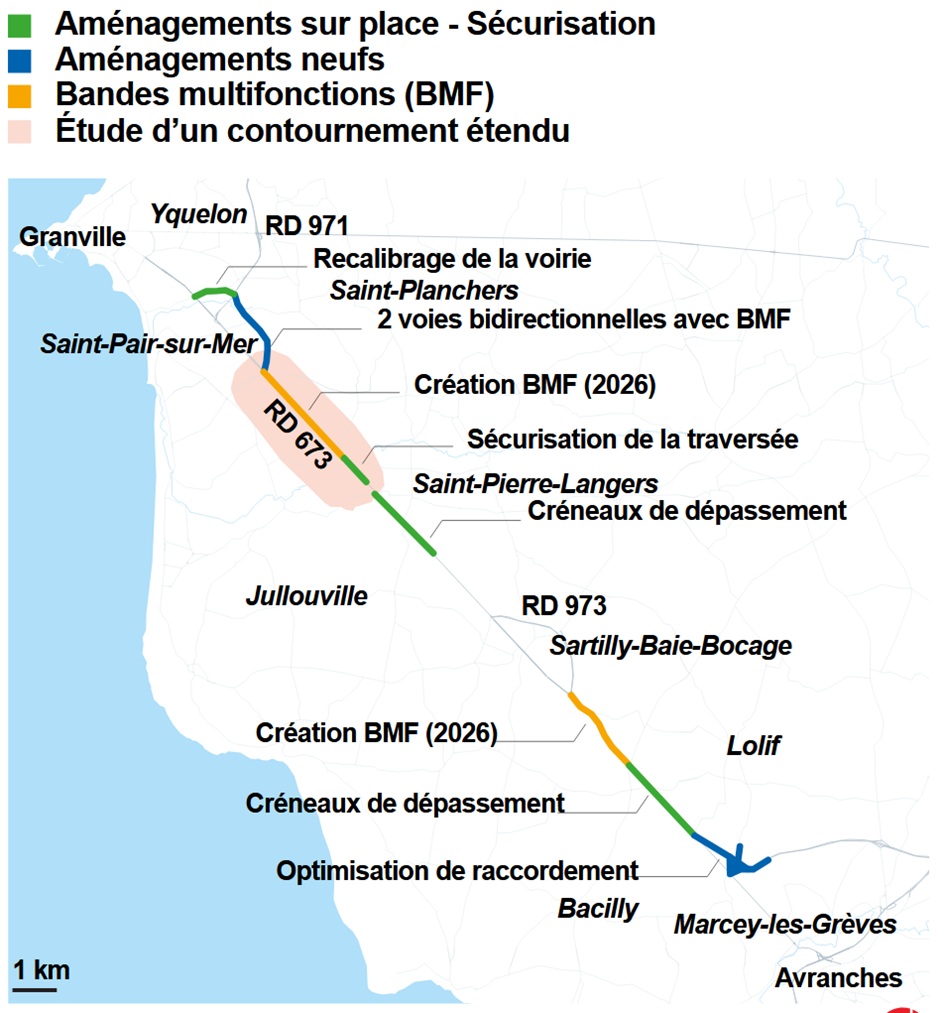 Aménagements sur place - Sécurisation
Aménagements neufs
Bandes multifonctions (BMF)
Étude d'un contournement étendu
Yquelon
RD 971
Granville
Recalibrage de la voirie
Saint-Planchers
2 voies bidirectionnelles avec BMF
Saint-Pair-sur-Mer
Création BMF (2026)
RD 673
Sécurisation de la traversée
Saint-Pierre-Langers
Créneaux de dépassement
Jullouville
RD 973
Sartilly-Baie-Bocage
Création BMF (2026)
Lolif
Créneaux de dépassement
Optimisation de raccordement
Bacilly
Marcey-les-Grèves
1 km
Avranches